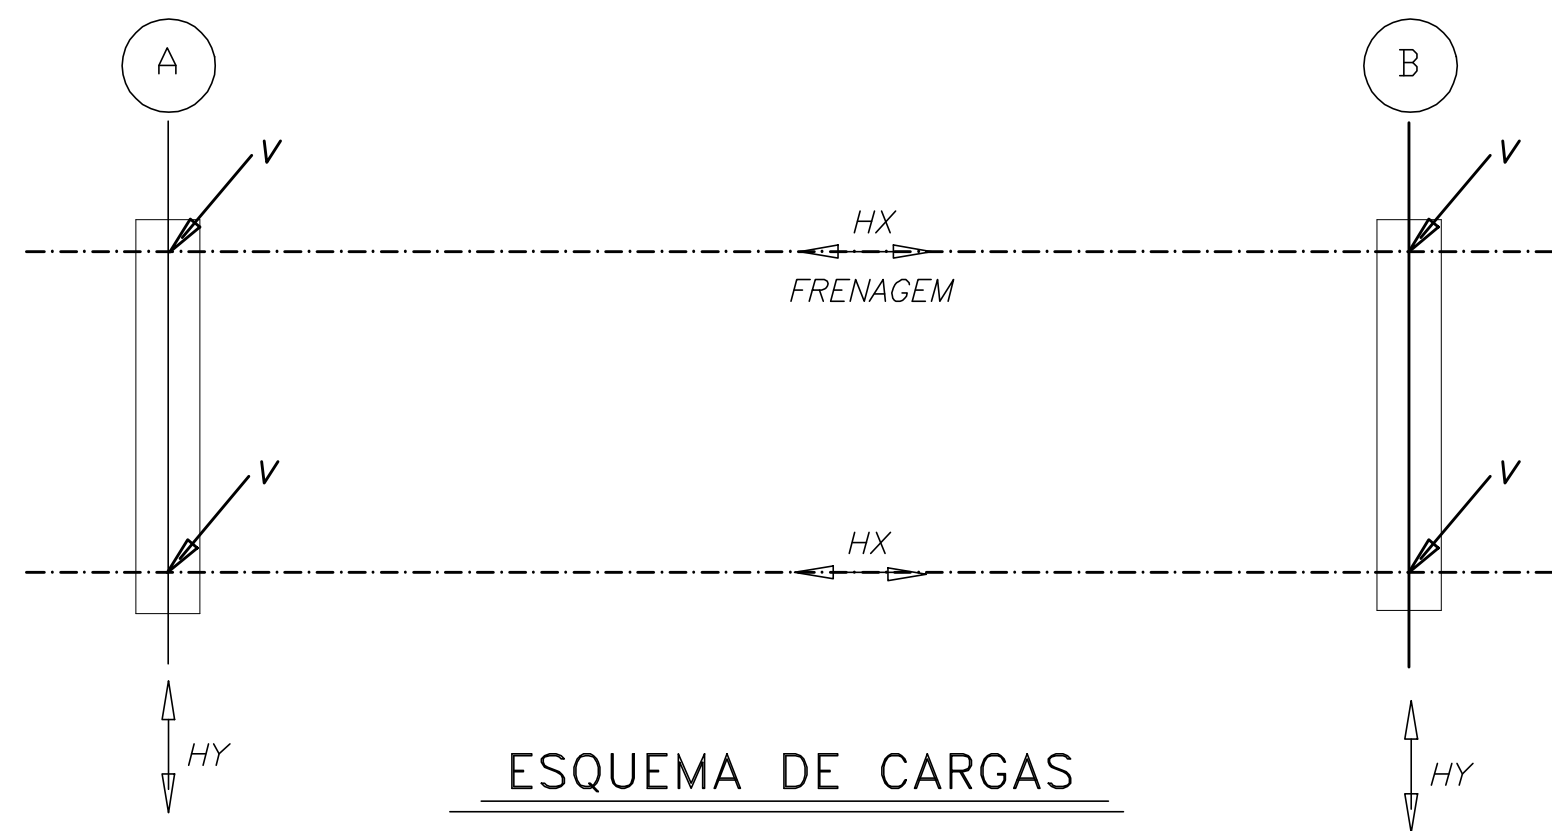 A
B
V
V
HX
FRENAGEM
V
V
HX
HY
ESQUEMA DE CARGAS
HY